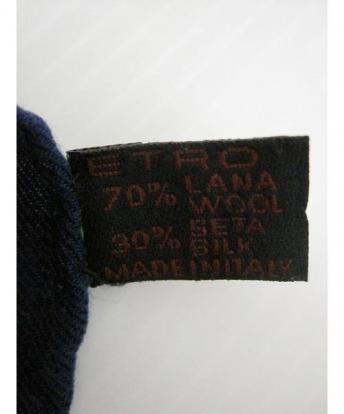 ETRO
70% LANA
WOOL
30% SETA
SILK
MADE IN ITALY